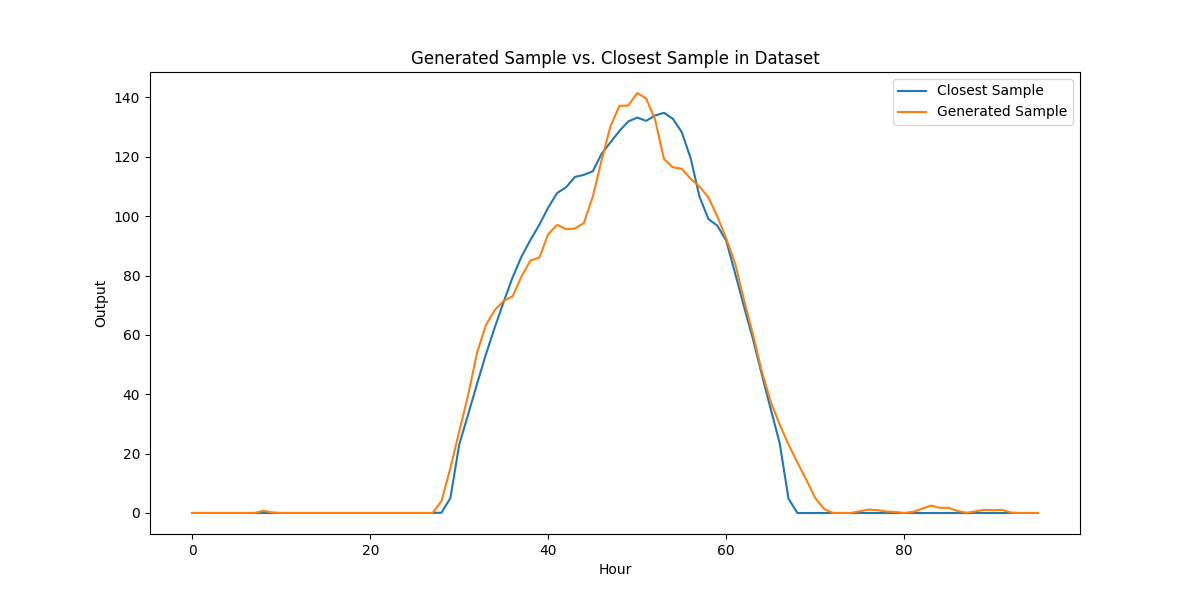 Generated Sample vs. Closest Sample in Dataset
Closest Sample
Generated Sample
140
120
100
80
60
40
20
0
Output
0 20 40 60 80
Hour